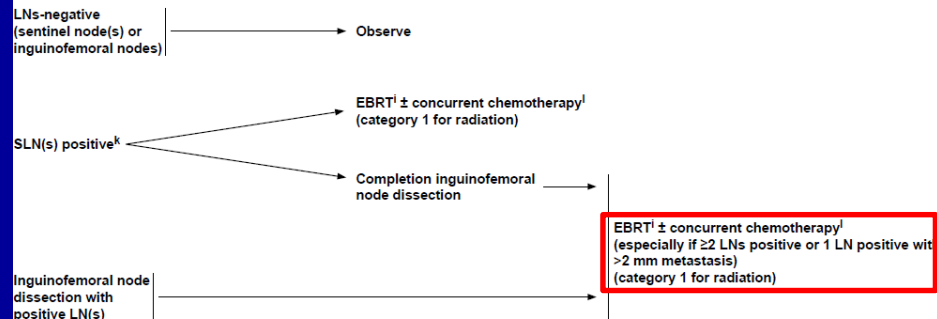 LNs-negative
(sentinel node(s) or
inguinofemoral nodes)
Observe
EBRTⁱ ± concurrent chemotherapyˡ
(category 1 for radiation)
SLN(s) positiveᵏ
Completion inguinofemoral
node dissection
EBRTⁱ ± concurrent chemotherapyˡ
(especially if ≥2 LNs positive or 1 LN positive wit
>2 mm metastasis)
(category 1 for radiation)
Inguinofemoral node
dissection with
positive LN(s)